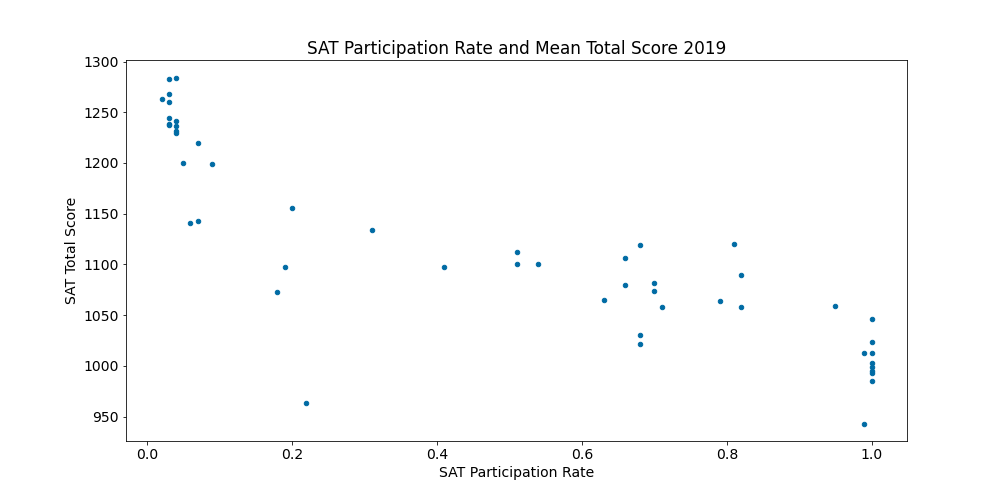 SAT Participation Rate and Mean Total Score 2019
1300
1250
1200
1150
1100
1050
1000
950
SAT Total Score
0.0 0.2 0.4 0.6 0.8 1.0
SAT Participation Rate